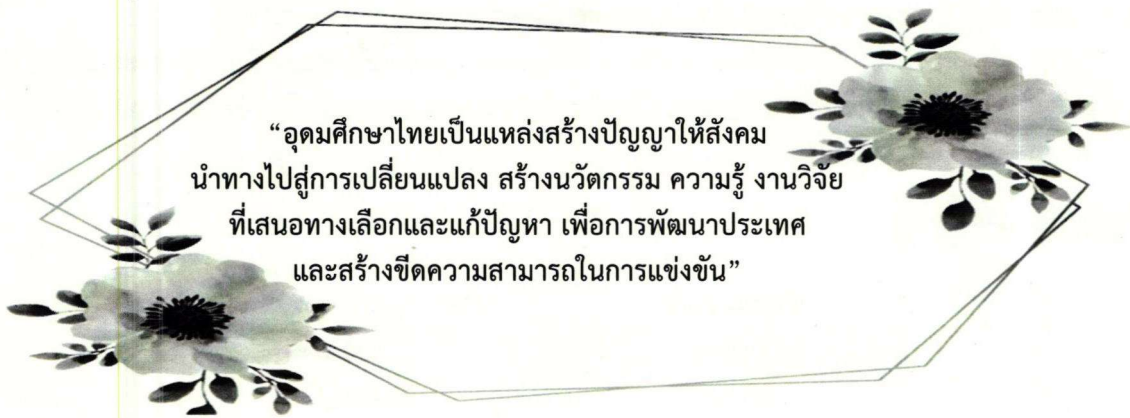 “อุดมศึกษาไทยเป็นแหล่งสร้างปัญญาให้สังคม
นำทางไปสู่การเปลี่ยนแปลง สร้างนวัตกรรม ความรู้ งานวิจัย
ที่เสนอทางเลือกและแก้ปัญหา เพื่อการพัฒนาประเทศ
และสร้างขีดความสามารถในการแข่งขัน”